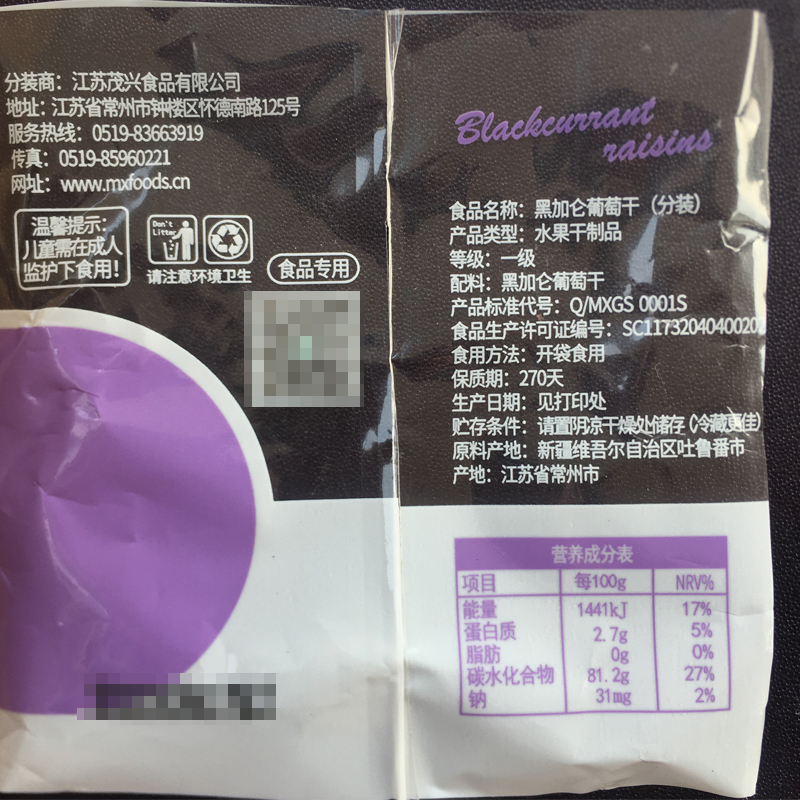 分装商：江苏茂兴食品有限公司
地址：江苏省常州市钟楼区怀德南路125号
服务热线：0519-83663919
传真：0519-85960221
网址：www.mxfoods.cn
温馨提示：
儿童需在成人
监护下食用！
Don't
Litter
请注意环境卫生
食品专用
Blackcurrant
raisins
食品名称：黑加仑葡萄干（分装）
产品类型：水果干制品
等级：一级
配料：黑加仑葡萄干
产品标准代号：Q/MXGS 0001S
食品生产许可证编号：SC11732040400202
食用方法：开袋食用
保质期：270天
生产日期：见打印处
贮存条件：请置阴凉干燥处储存（冷藏更佳）
原料产地：新疆维吾尔自治区吐鲁番市
产地：江苏省常州市
营养成分表
项目 每100g NRV%
能量 1441kJ 17%
蛋白质 2.7g 5%
脂肪 0g 0%
碳水化合物 81.2g 27%
钠 31mg 2%